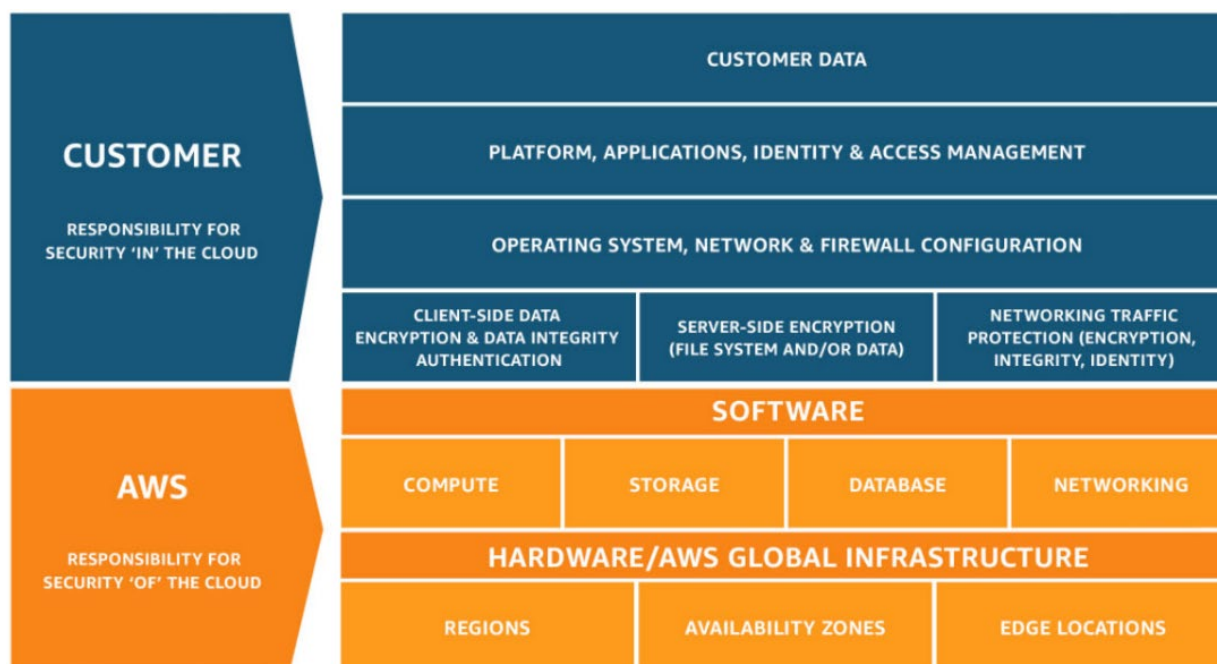 CUSTOMER
RESPONSIBILITY FOR
SECURITY ‘IN’ THE CLOUD
CUSTOMER DATA
PLATFORM, APPLICATIONS, IDENTITY & ACCESS MANAGEMENT
OPERATING SYSTEM, NETWORK & FIREWALL CONFIGURATION
CLIENT-SIDE DATA
ENCRYPTION & DATA INTEGRITY
AUTHENTICATION
SERVER-SIDE ENCRYPTION
(FILE SYSTEM AND/OR DATA)
NETWORKING TRAFFIC
PROTECTION (ENCRYPTION,
INTEGRITY, IDENTITY)
AWS
RESPONSIBILITY FOR
SECURITY ‘OF’ THE CLOUD
SOFTWARE
COMPUTE
STORAGE
DATABASE
NETWORKING
HARDWARE/AWS GLOBAL INFRASTRUCTURE
REGIONS
AVAILABILITY ZONES
EDGE LOCATIONS